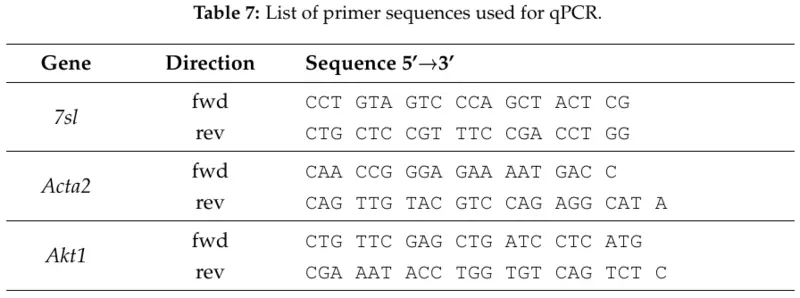 Table 7: List of primer sequences used for qPCR.
Gene Direction Sequence 5’→3’
7sl fwd CCT GTA GTC CCA GCT ACT CG
rev CTG CTC CGT TTC CGA CCT GG
Acta2 fwd CAA CCG GGA GAA AAT GAC C
rev CAG TTG TAC GTC CAG AGG CAT A
Akt1 fwd CTG TTC GAG CTG ATC CTC ATG
rev CGA AAT ACC TGG TGT CAG TCT C